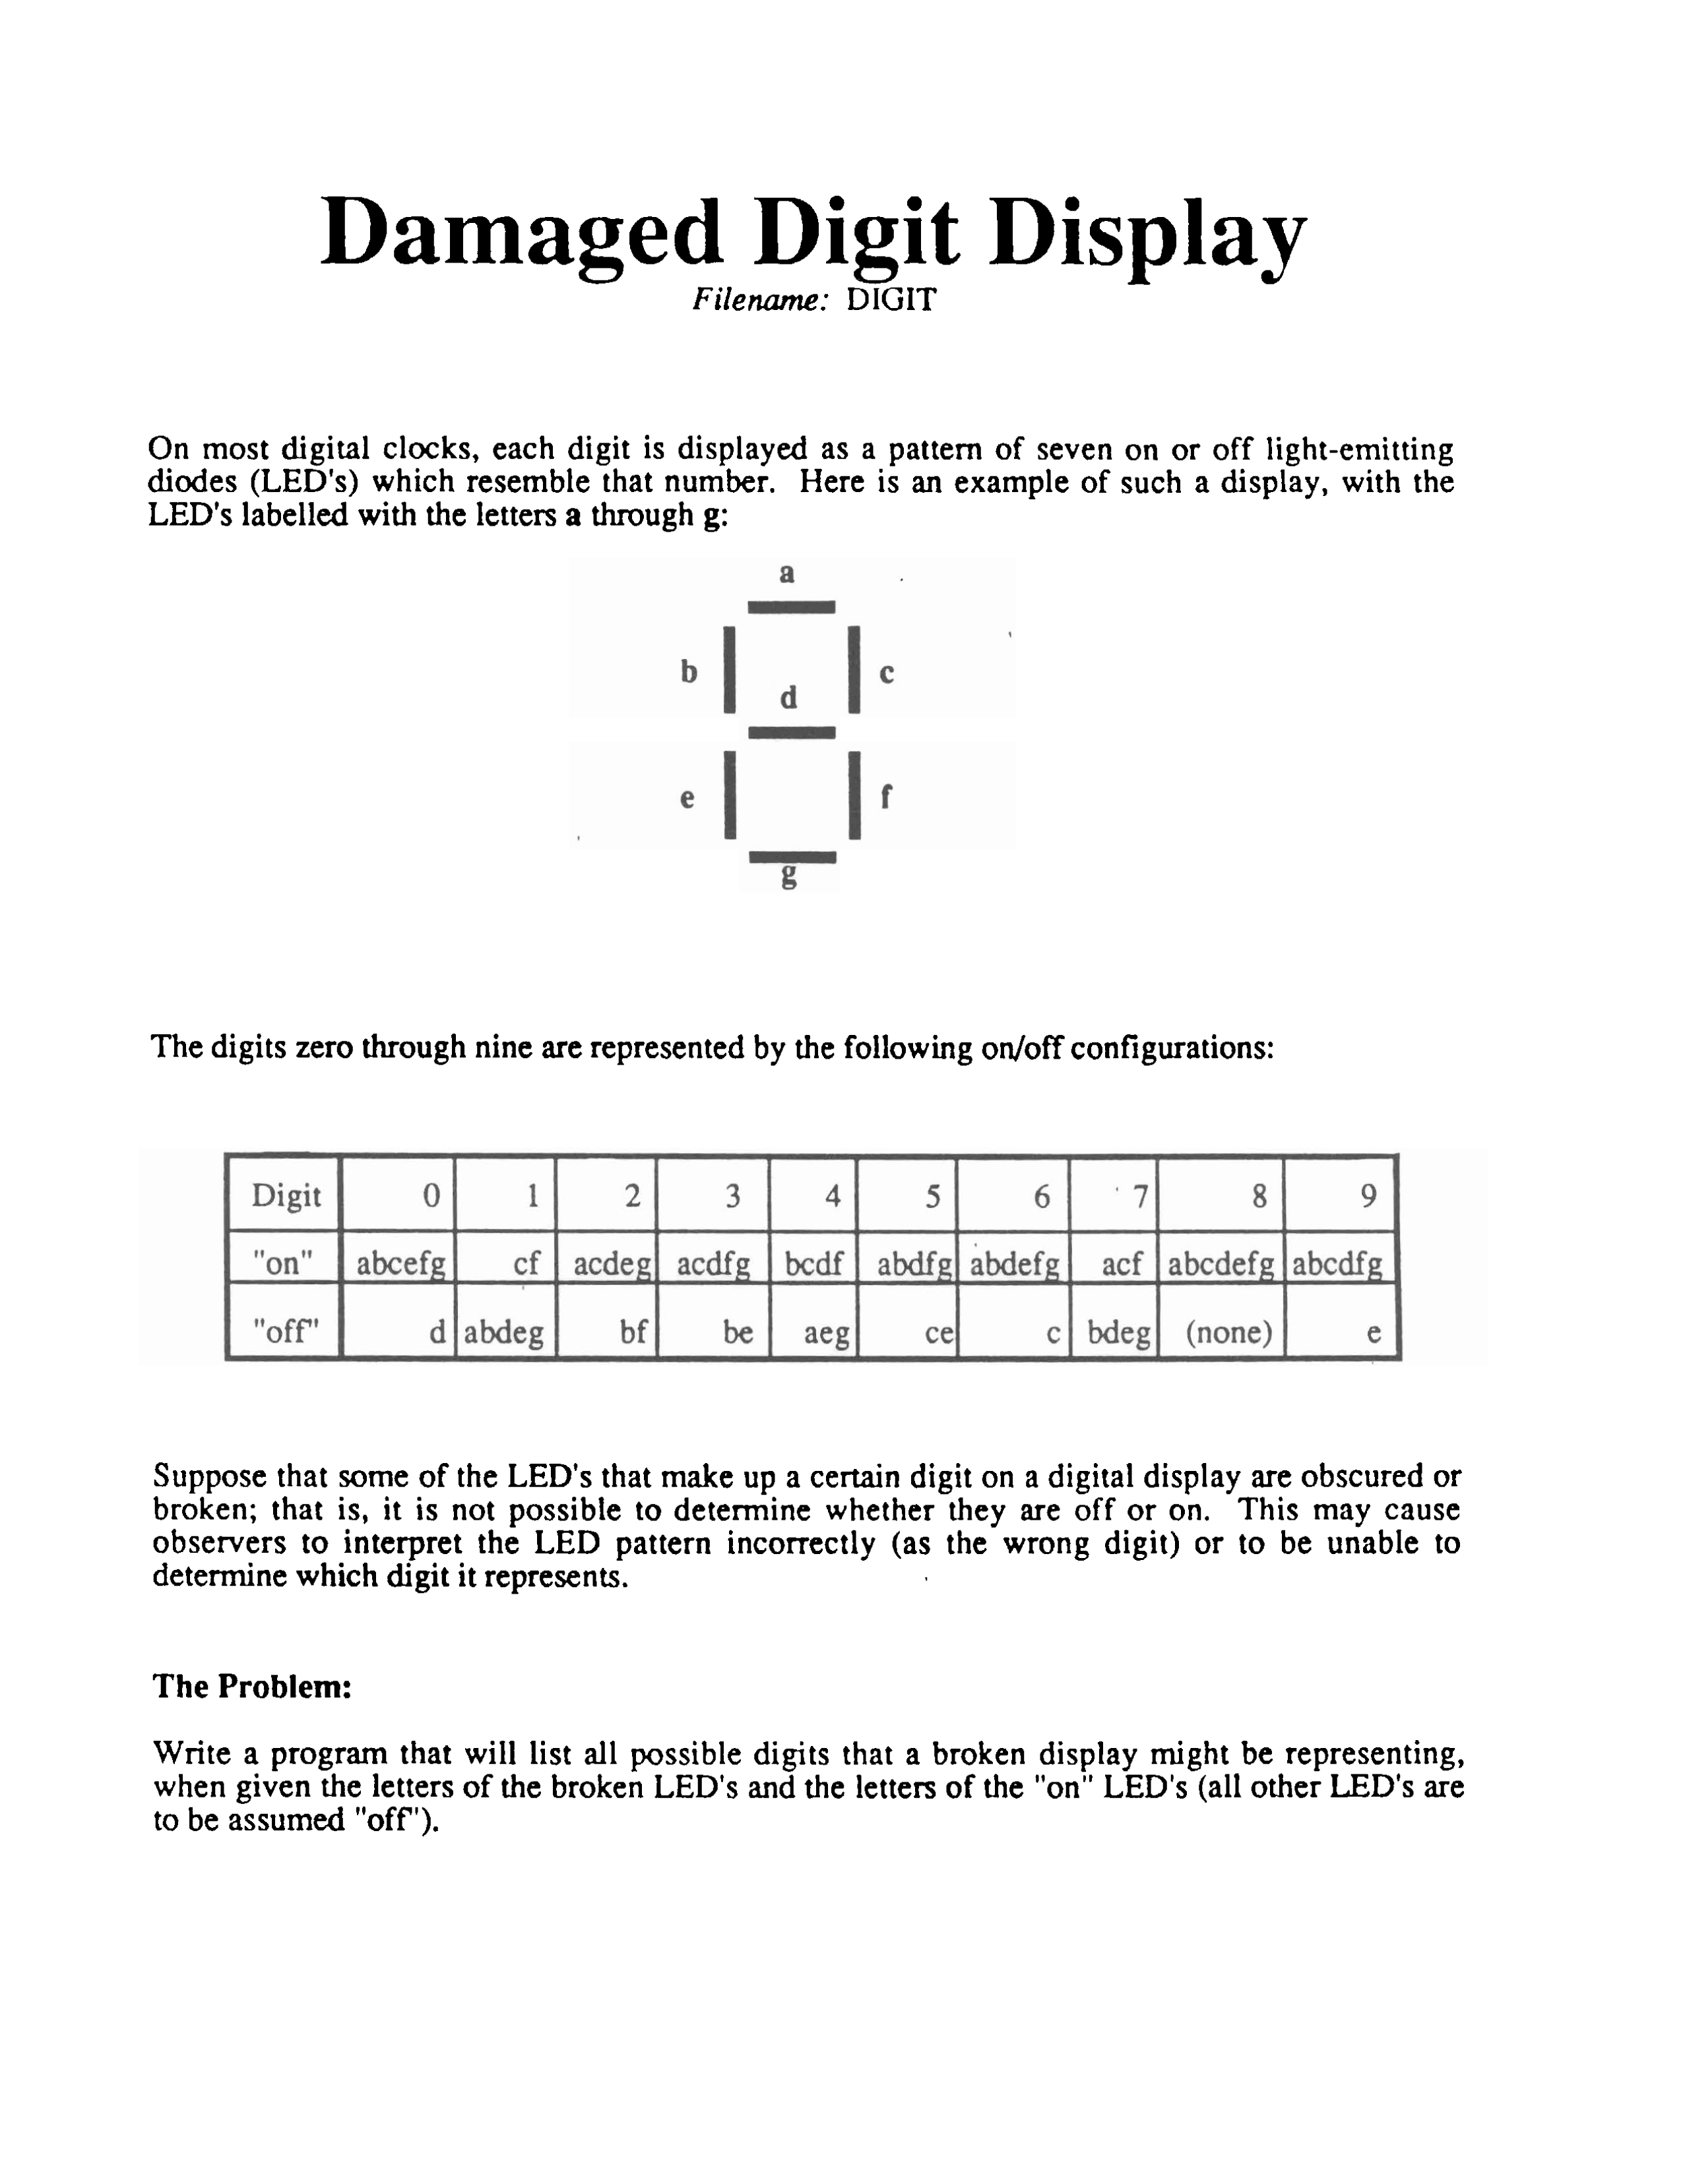 Damaged Digit Display
Filename: DIGIT
On most digital clocks, each digit is displayed as a pattern of seven on or off light-emitting
diodes (LED's) which resemble that number. Here is an example of such a display, with the
LED's labelled with the letters a through g:
a
b c
d
e f
g
The digits zero through nine are represented by the following on/off configurations:
Digit 0 1 2 3 4 5 6 7 8 9
"on" abcefg cf acdeg acdfg bcdf abdfg abdefg acf abcdefg abcdfg
"off" d abdeg bf be aeg ce c bdeg (none) e
Suppose that some of the LED's that make up a certain digit on a digital display are obscured or
broken; that is, it is not possible to determine whether they are off or on. This may cause
observers to interpret the LED pattern incorrectly (as the wrong digit) or to be unable to
determine which digit it represents.
The Problem:
Write a program that will list all possible digits that a broken display might be representing,
when given the letters of the broken LED's and the letters of the "on" LED's (all other LED's are
to be assumed "off").